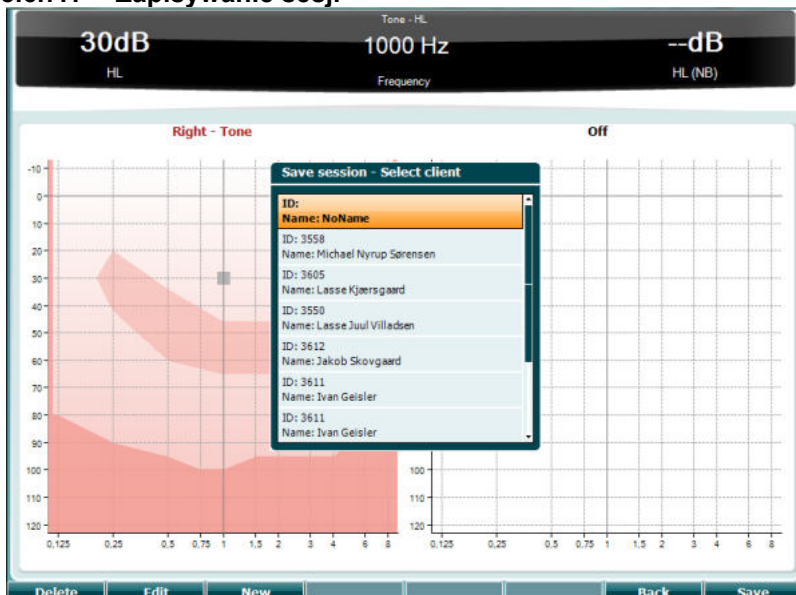 Zapisywanie sesji
Tone - HL
30dB
1000 Hz
--dB
HL
Frequency
HL (NB)
Right - Tone
Off
Save session - Select client
ID:
Name: NoName
ID: 3558
Name: Michael Nyrup Sørensen
ID: 3605
Name: Lasse Kjærsgaard
ID: 3550
Name: Lasse Juul Villadsen
ID: 3612
Name: Jakob Skovgaard
ID: 3611
Name: Ivan Geisler
ID: 3611
Name: Ivan Geisler
-10
0
10
20
30
40
50
60
70
80
90
100
110
120
100
110
120
0,125 0,25 0,5 0,75 1 1,5 2 3 4 6 8
0,125 0,25 0,5 0,75 1 1,5 2 3 4 6 8
Delete Edit New Back Save